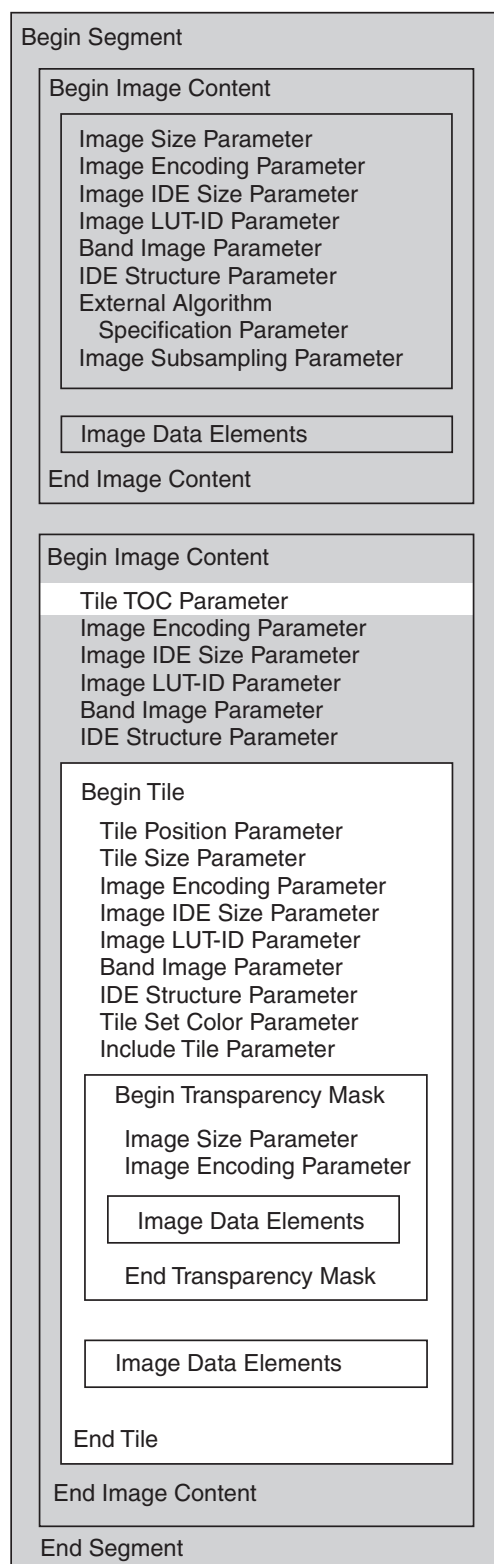 Begin Segment
Begin Image Content
Image Size Parameter
Image Encoding Parameter
Image IDE Size Parameter
Image LUT-ID Parameter
Band Image Parameter
IDE Structure Parameter
External Algorithm
Specification Parameter
Image Subsampling Parameter
Image Data Elements
End Image Content
Begin Image Content
Tile TOC Parameter
Image Encoding Parameter
Image IDE Size Parameter
Image LUT-ID Parameter
Band Image Parameter
IDE Structure Parameter
Begin Tile
Tile Position Parameter
Tile Size Parameter
Image Encoding Parameter
Image IDE Size Parameter
Image LUT-ID Parameter
Band Image Parameter
IDE Structure Parameter
Tile Set Color Parameter
Include Tile Parameter
Begin Transparency Mask
Image Size Parameter
Image Encoding Parameter
Image Data Elements
End Transparency Mask
Image Data Elements
End Tile
End Image Content
End Segment